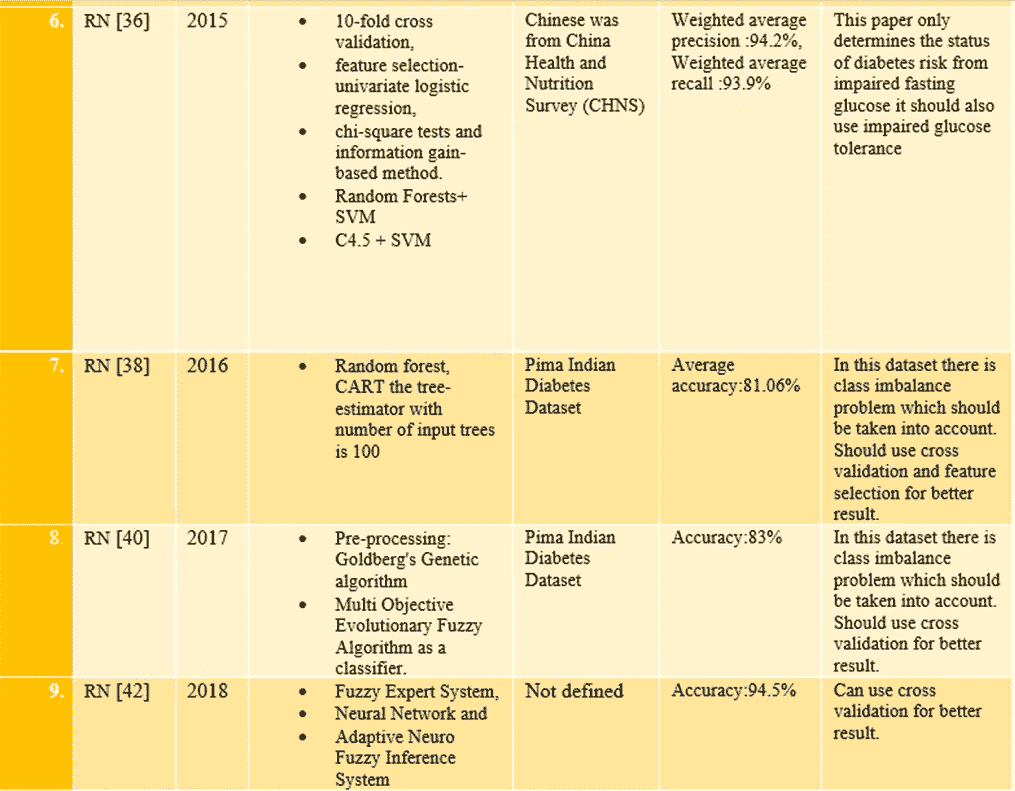 6.
RN [36]
2015
• 10-fold cross
validation,
• feature selection-
univariate logistic
regression,
• chi-square tests and
information gain-
based method.
• Random Forests+
SVM
• C4.5 + SVM
Chinese was
from China
Health and
Nutrition
Survey (CHNS)
Weighted average
precision :94.2%,
Weighted average
recall :93.9%
This paper only
determines the status
of diabetes risk from
impaired fasting
glucose it should also
use impaired glucose
tolerance
7.
RN [38]
2016
• Random forest,
CART the tree-
estimator with
number of input trees
is 100
Pima Indian
Diabetes
Dataset
Average
accuracy:81.06%
In this dataset there is
class imbalance
problem which should
be taken into account.
Should use cross
validation and feature
selection for better
result.
8.
RN [40]
2017
• Pre-processing:
Goldberg's Genetic
algorithm
• Multi Objective
Evolutionary Fuzzy
Algorithm as a
classifier.
Pima Indian
Diabetes
Dataset
Accuracy:83%
In this dataset there is
class imbalance
problem which should
be taken into account.
Should use cross
validation for better
result.
9.
RN [42]
2018
• Fuzzy Expert System,
• Neural Network and
• Adaptive Neuro
Fuzzy Inference
System
Not defined
Accuracy:94.5%
Can use cross
validation for better
result.